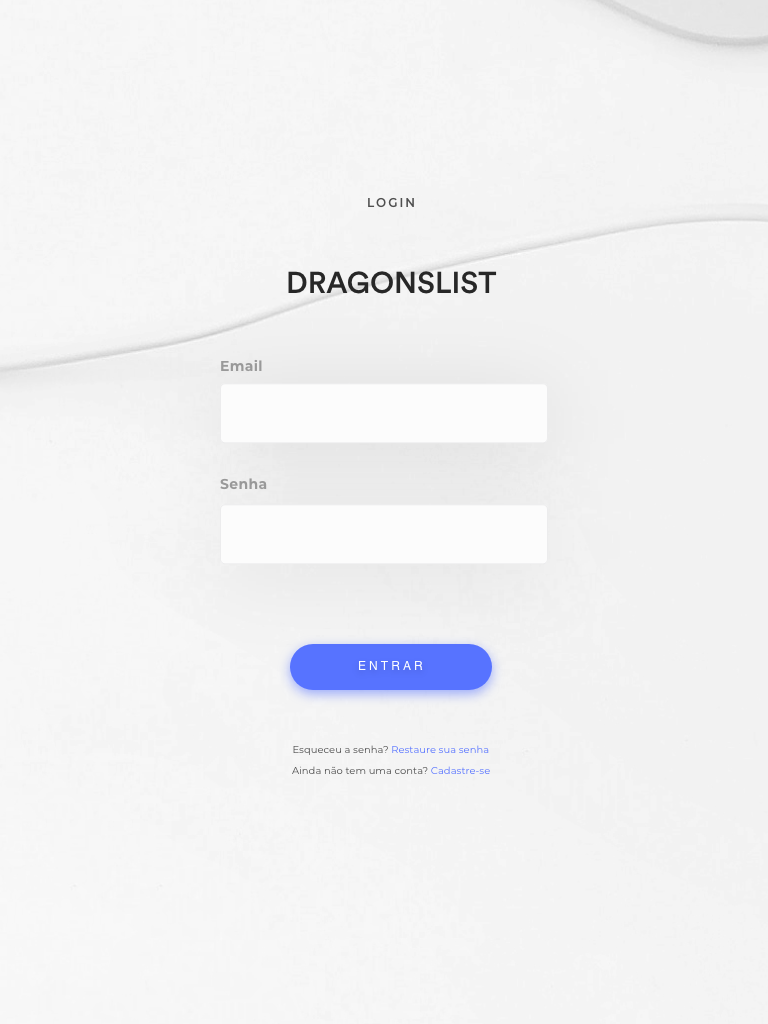 LOGIN
DRAGONSLIST
Email
Senha
ENTRAR
Esqueceu a senha? Restaure sua senha
Ainda não tem uma conta? Cadastre-se